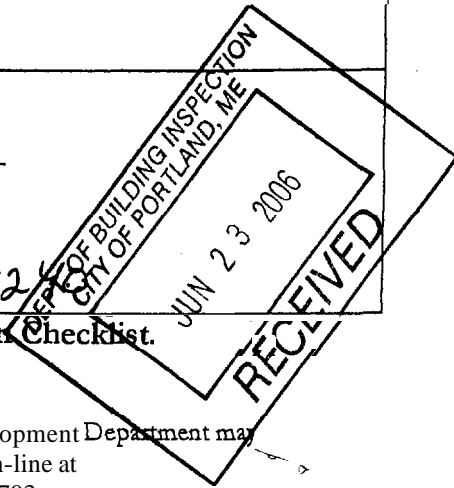 DEPT. OF BUILDING INSPECTION
CITY OF PORTLAND, ME
JUN 2 3 2006
RECEIVED
Checklist.
opment Department may
n-line at